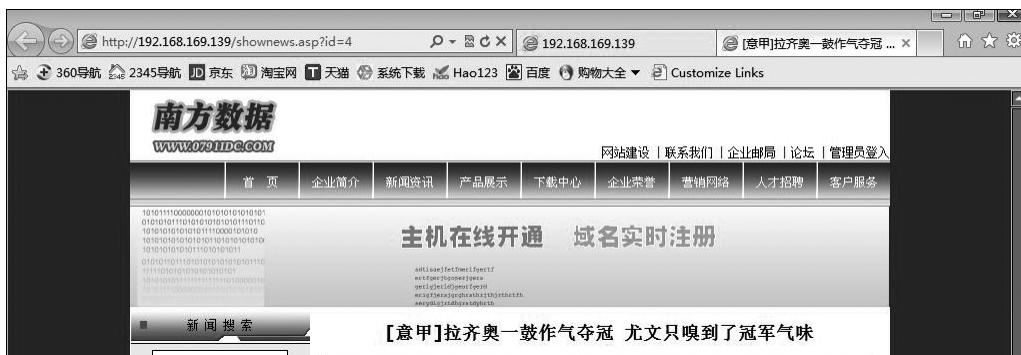 http://192.168.169.139/shownews.asp?id=4 192.168.169.139 [意甲]拉齐奥一鼓作气夺冠 ...
360导航 2345导航 JD 京东 淘宝网 T 天猫 系统下载 Hao123 百度 购物大全 Customize Links
南方数据
WWW.0791IDC.COM
网站建设 | 联系我们 | 企业邮局 | 论坛 | 管理员登入
首 页 企业简介 新闻资讯 产品展示 下载中心 企业荣誉 营销网络 人才招聘 客户服务
主机在线开通 域名实时注册
新闻搜索
[意甲]拉齐奥一鼓作气夺冠 尤文只嗅到了冠军气味